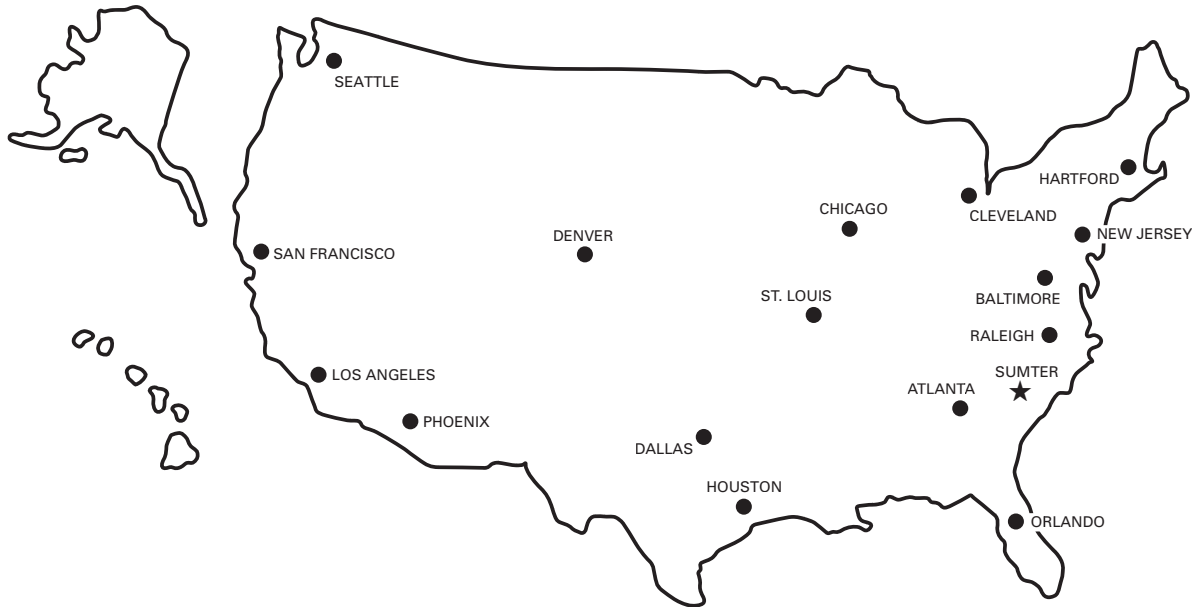 SEATTLE
HARTFORD
CHICAGO
CLEVELAND
NEW JERSEY
DENVER
SAN FRANCISCO
ST. LOUIS
BALTIMORE
RALEIGH
SUMTER
LOS ANGELES
ATLANTA
PHOENIX
DALLAS
HOUSTON
ORLANDO